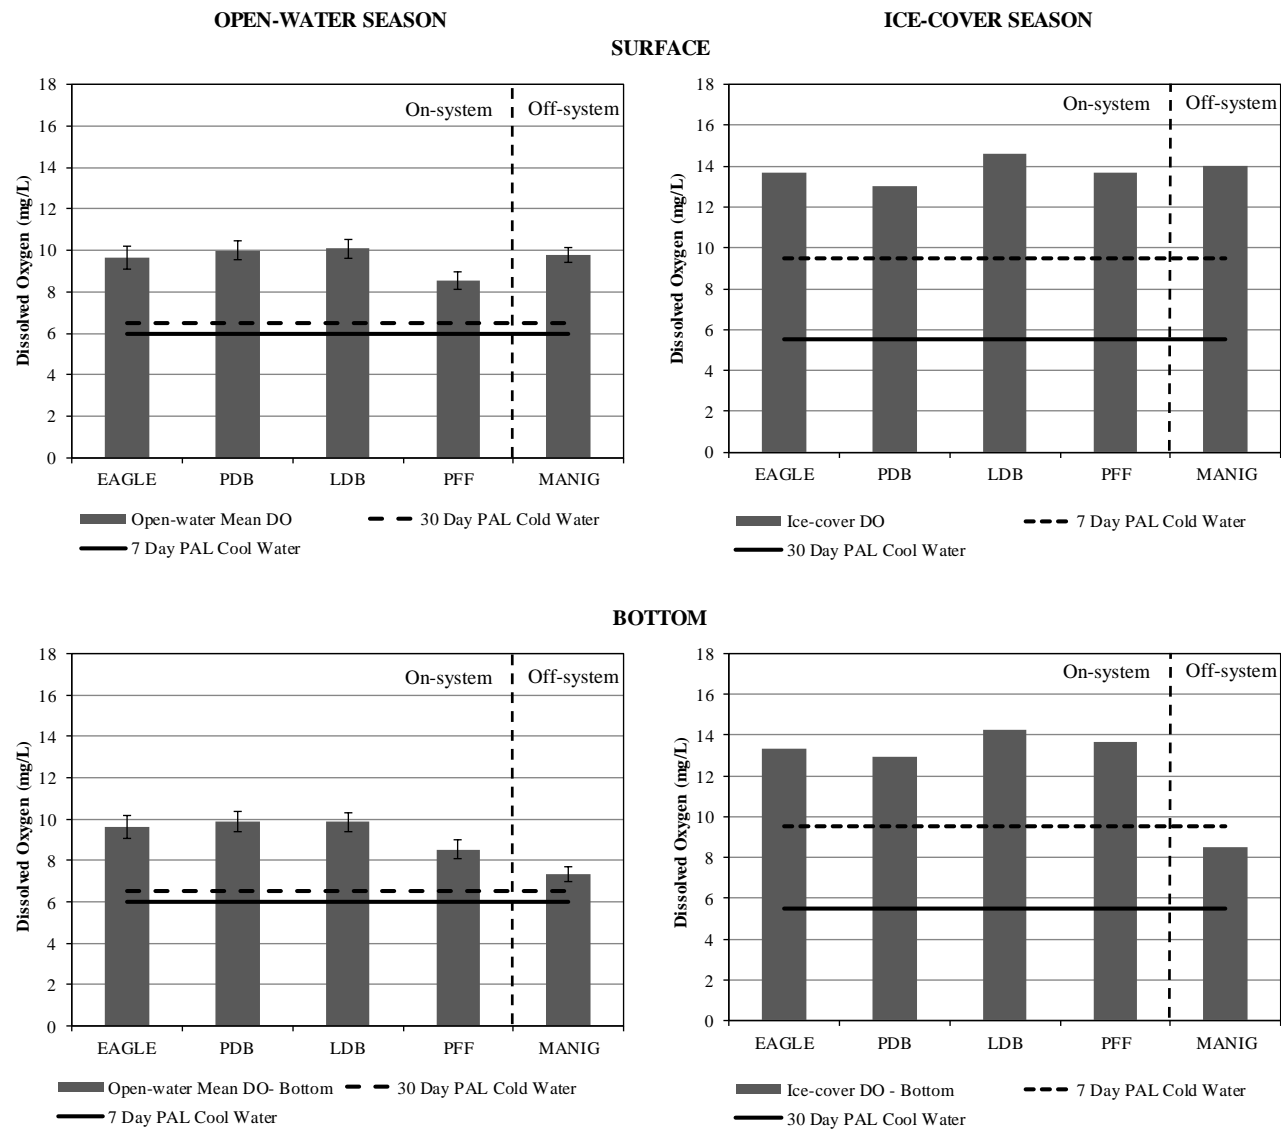 OPEN-WATER SEASON
ICE-COVER SEASON
SURFACE
18
16
14
12
10
8
6
4
2
0
Dissolved Oxygen (mg/L)
On-system
Off-system
EAGLE PDB LDB PFF MANIG
Open-water Mean DO
30 Day PAL Cold Water
7 Day PAL Cool Water
18
16
14
12
10
8
6
4
2
0
Dissolved Oxygen (mg/L)
On-system
Off-system
EAGLE PDB LDB PFF MANIG
Ice-cover DO
7 Day PAL Cold Water
30 Day PAL Cool Water
BOTTOM
18
16
14
12
10
8
6
4
2
0
Dissolved Oxygen (mg/L)
On-system
Off-system
EAGLE PDB LDB PFF MANIG
Open-water Mean DO- Bottom
30 Day PAL Cold Water
7 Day PAL Cool Water
18
16
14
12
10
8
6
4
2
0
Dissolved Oxygen (mg/L)
On-system
Off-system
EAGLE PDB LDB PFF MANIG
Ice-cover DO - Bottom
7 Day PAL Cold Water
30 Day PAL Cool Water